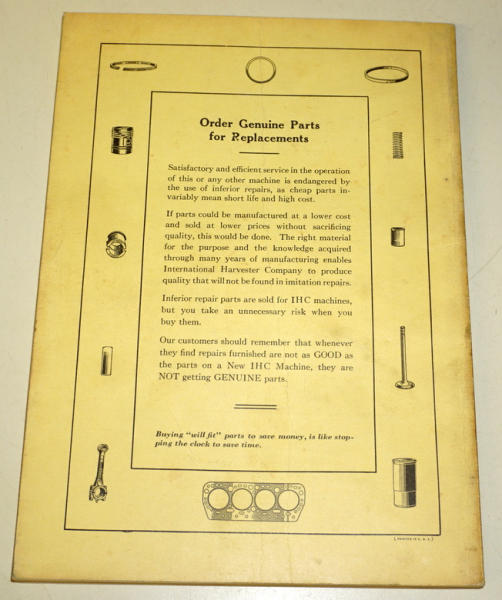 Order Genuine Parts
for Replacements
Satisfactory and efficient service in the operation
of this or any other machine is endangered by
the use of inferior repairs, as cheap parts in-
variably mean short life and high cost.
If parts could be manufactured at a lower cost
and sold at lower prices without sacrificing
quality, this would be done. The right material
for the purpose and the knowledge acquired
through many years of manufacturing enables
International Harvester Company to produce
quality that will not be found in imitation repairs.
Inferior repair parts are sold for IHC machines,
but you take an unnecessary risk when you
buy them.
Our customers should remember that whenever
they find repairs furnished are not as GOOD as
the parts on a New IHC Machine, they are
NOT getting GENUINE parts.
Buying "will fit" parts to save money, is like stop-
ping the clock to save time.
[PRINTED IN U. S. A.]